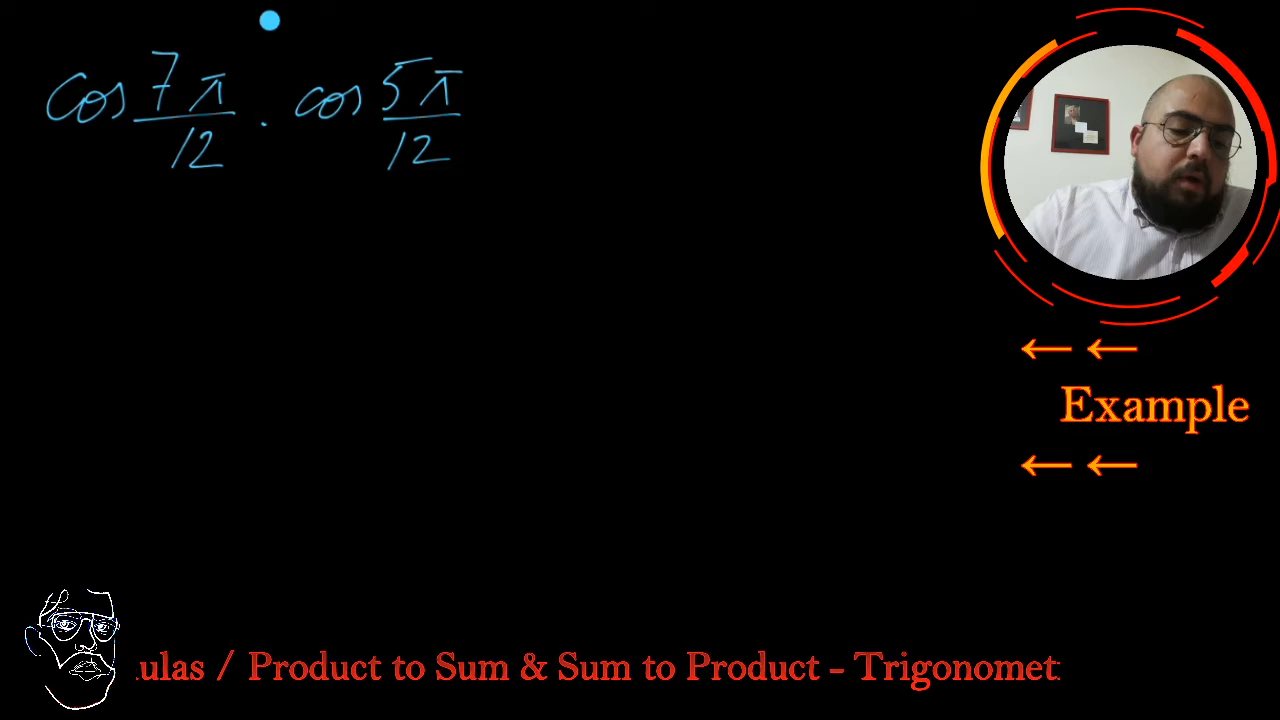 cos 7π/12 · cos 5π/12
← ←
Example
← ←
ulas / Product to Sum & Sum to Product - Trigonomet